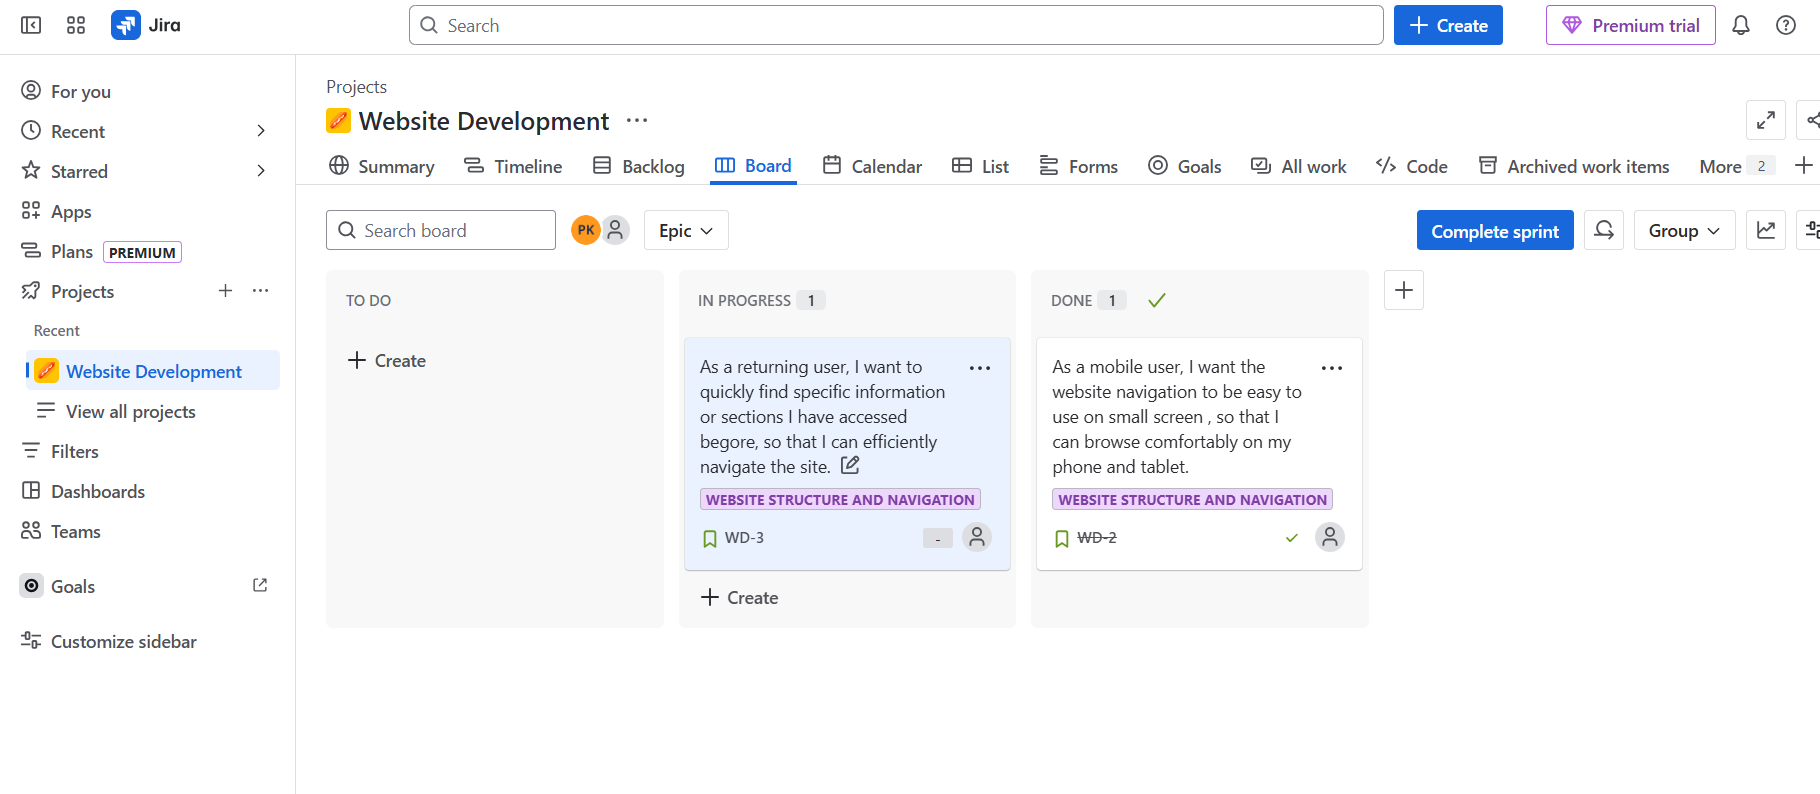 Jira
Search
Create
Premium trial
For you
Recent
Starred
Apps
Plans PREMIUM
Projects
Recent
Website Development
View all projects
Filters
Dashboards
Teams
Goals
Customize sidebar
Projects
Website Development
Summary Timeline Backlog Board Calendar List Forms Goals All work Code Archived work items More 2
Search board PK Epic Complete sprint Group
TO DO
Create
IN PROGRESS 1
As a returning user, I want to
quickly find specific information
or sections I have accessed
begore, so that I can efficiently
navigate the site.
WEBSITE STRUCTURE AND NAVIGATION
WD-3 -
Create
DONE 1
As a mobile user, I want the
website navigation to be easy to
use on small screen , so that I
can browse comfortably on my
phone and tablet.
WEBSITE STRUCTURE AND NAVIGATION
WD-2